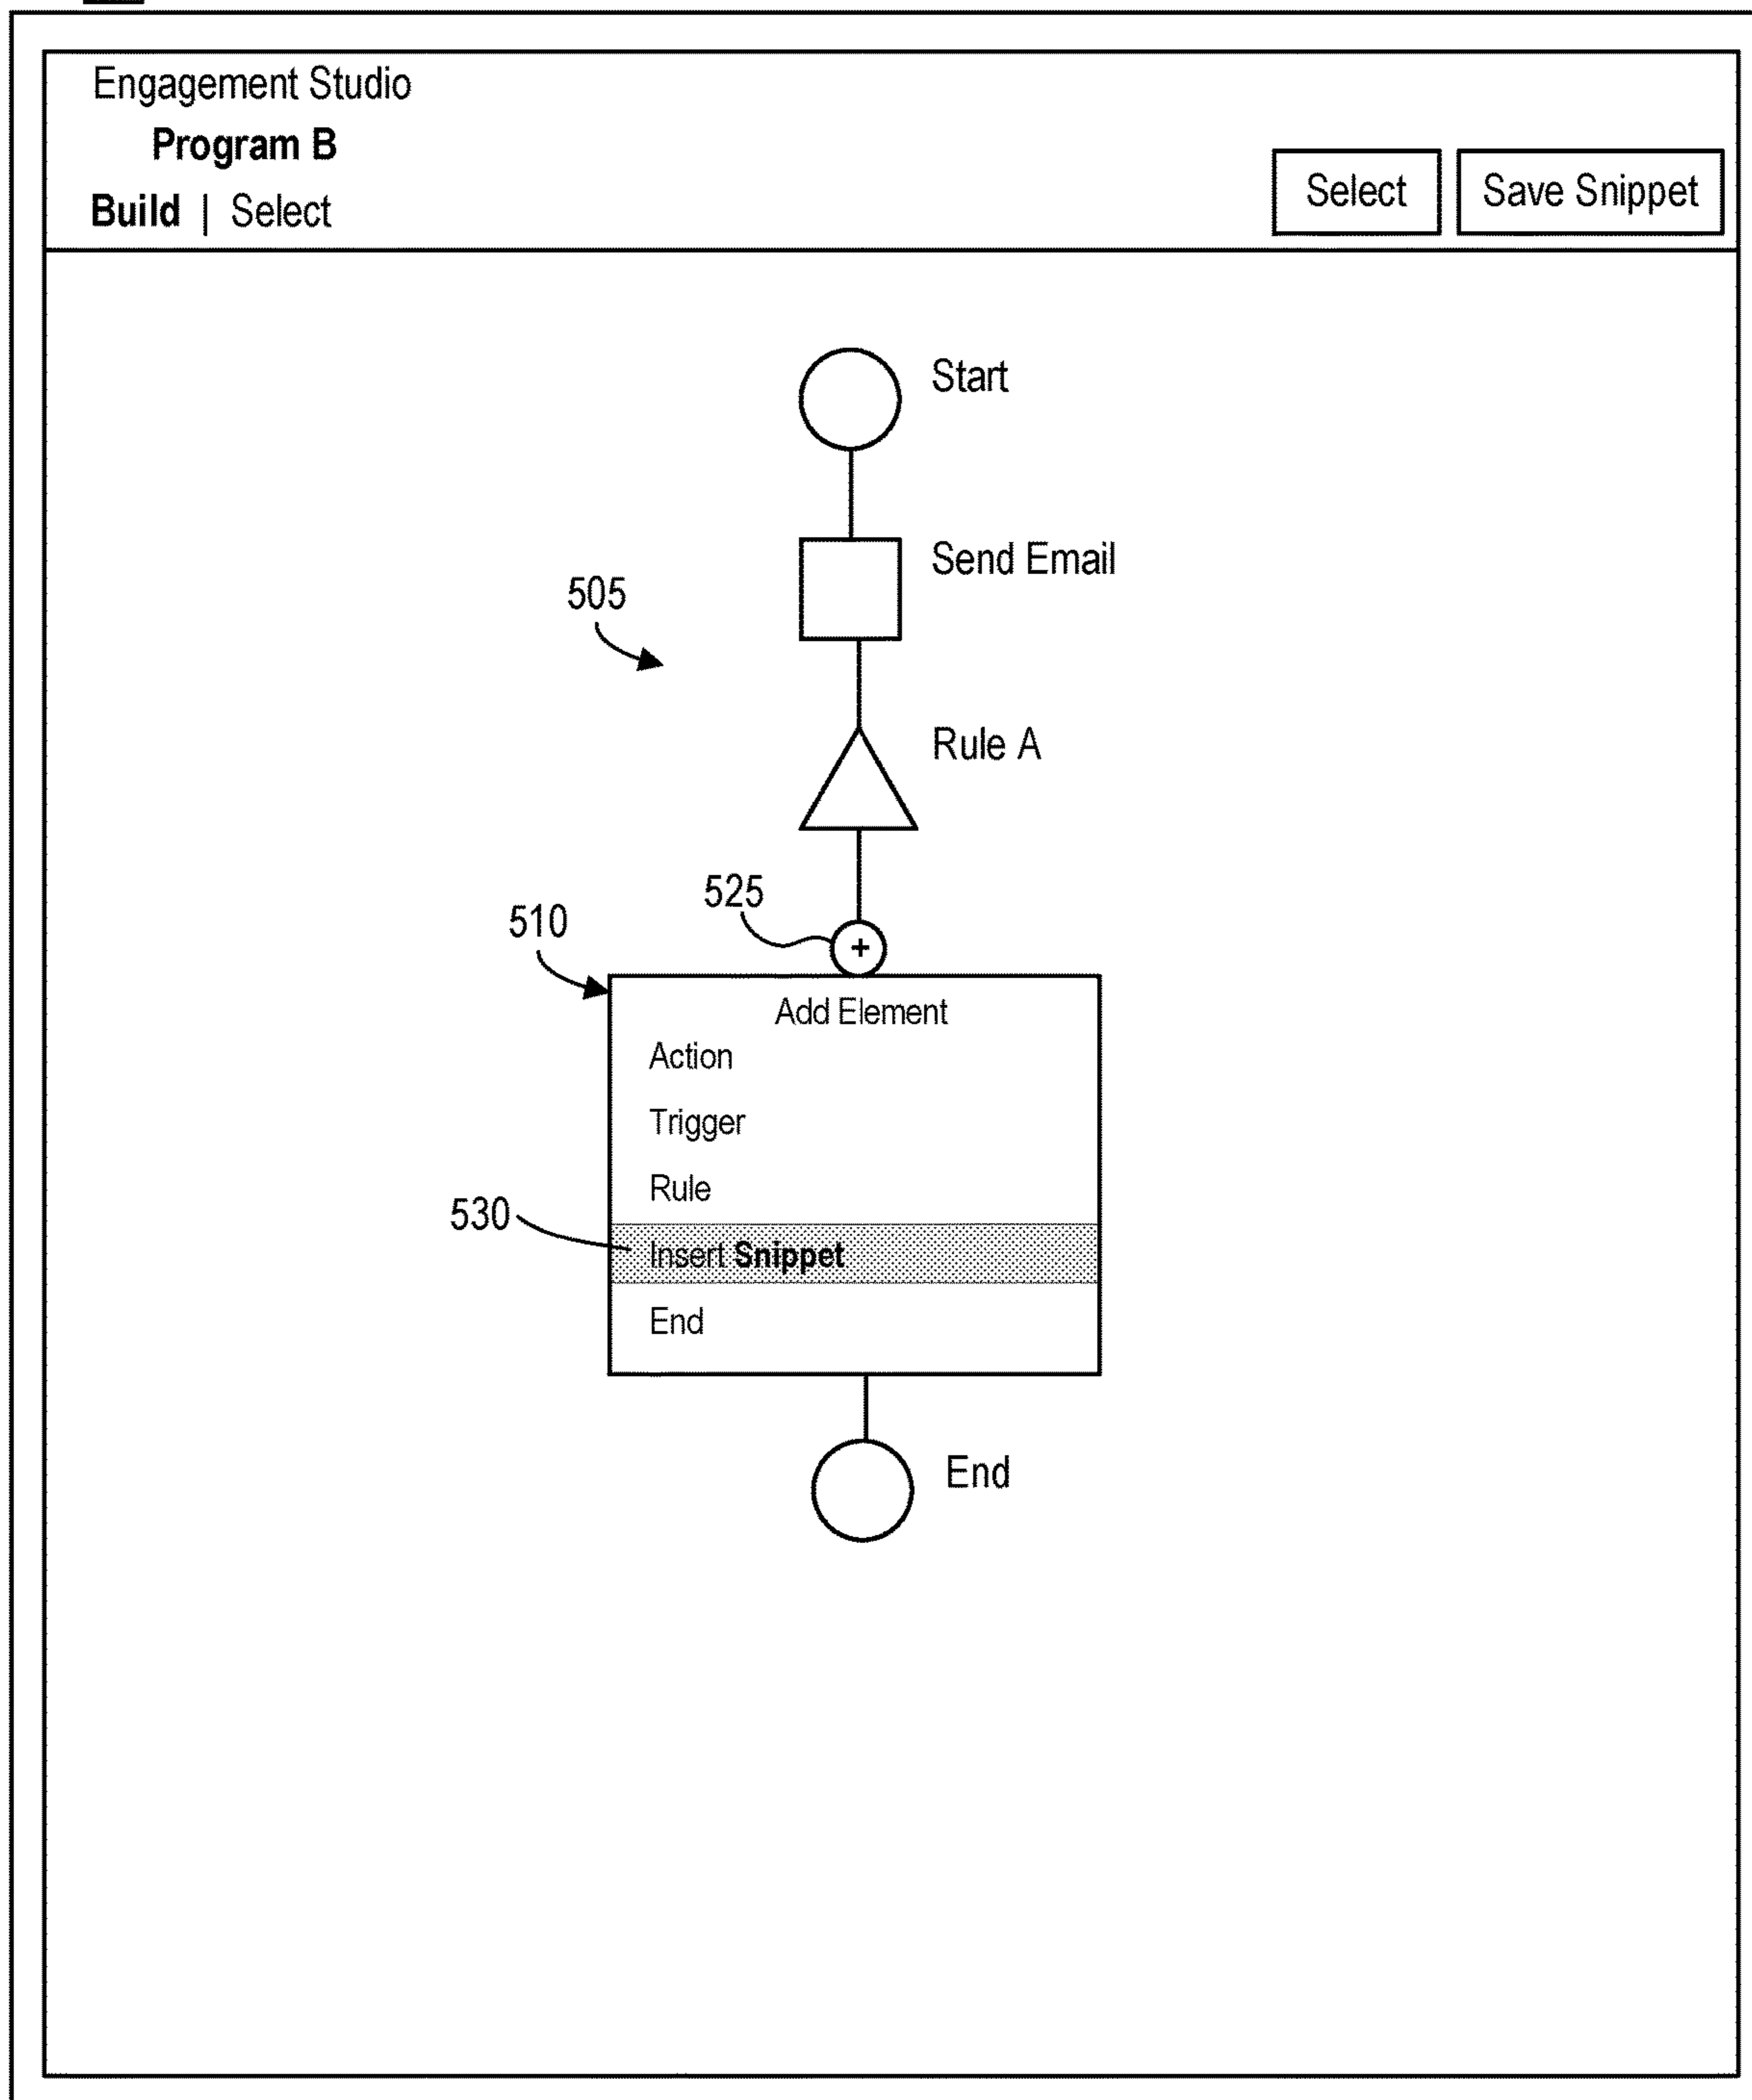 Engagement Studio
Program B
Build | Select
Select
Save Snippet
Start
Send Email
505
Rule A
525
510
+
Add Element
Action
Trigger
Rule
530
Insert Snippet
End
End